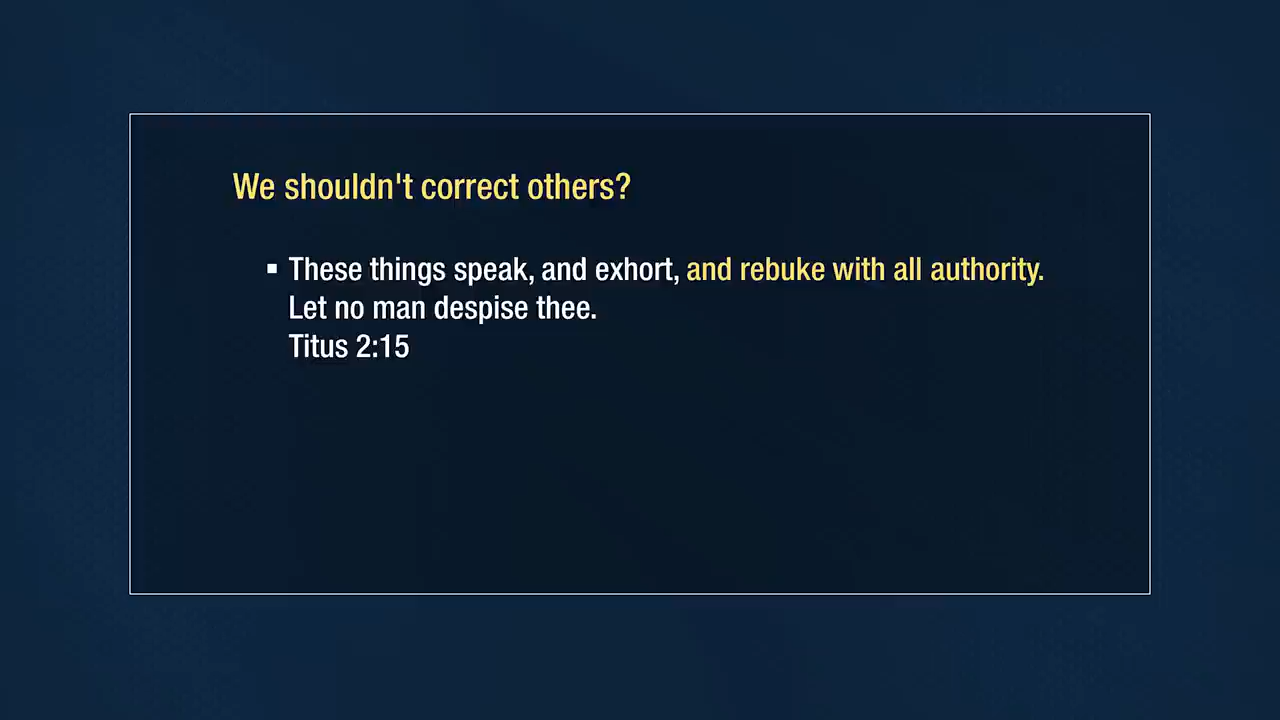 We shouldn't correct others?
▪ These things speak, and exhort, and rebuke with all authority.
Let no man despise thee.
Titus 2:15